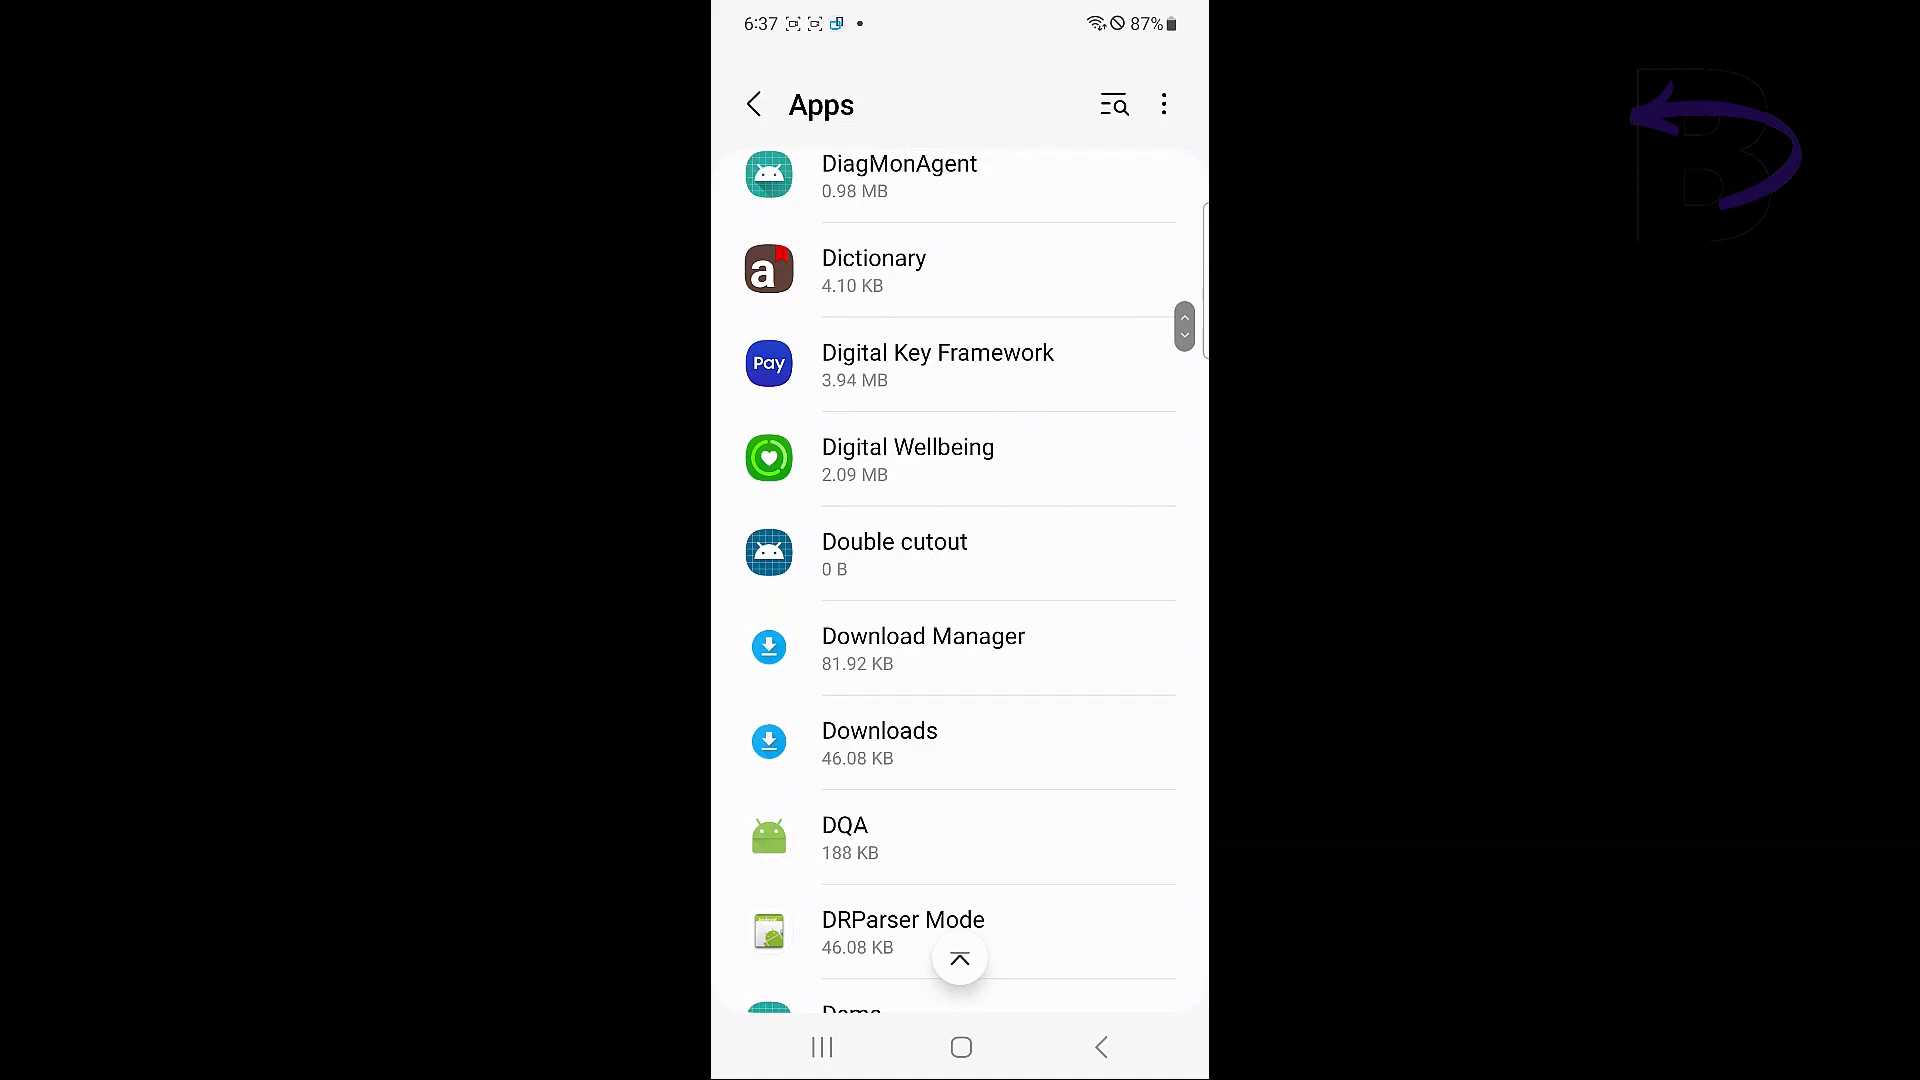 6:37
87%
Apps
DiagMonAgent
0.98 MB
a
Dictionary
4.10 KB
Pay
Digital Key Framework
3.94 MB
Digital Wellbeing
2.09 MB
Double cutout
0 B
Download Manager
81.92 KB
Downloads
46.08 KB
DQA
188 KB
DRParser Mode
46.08 KB